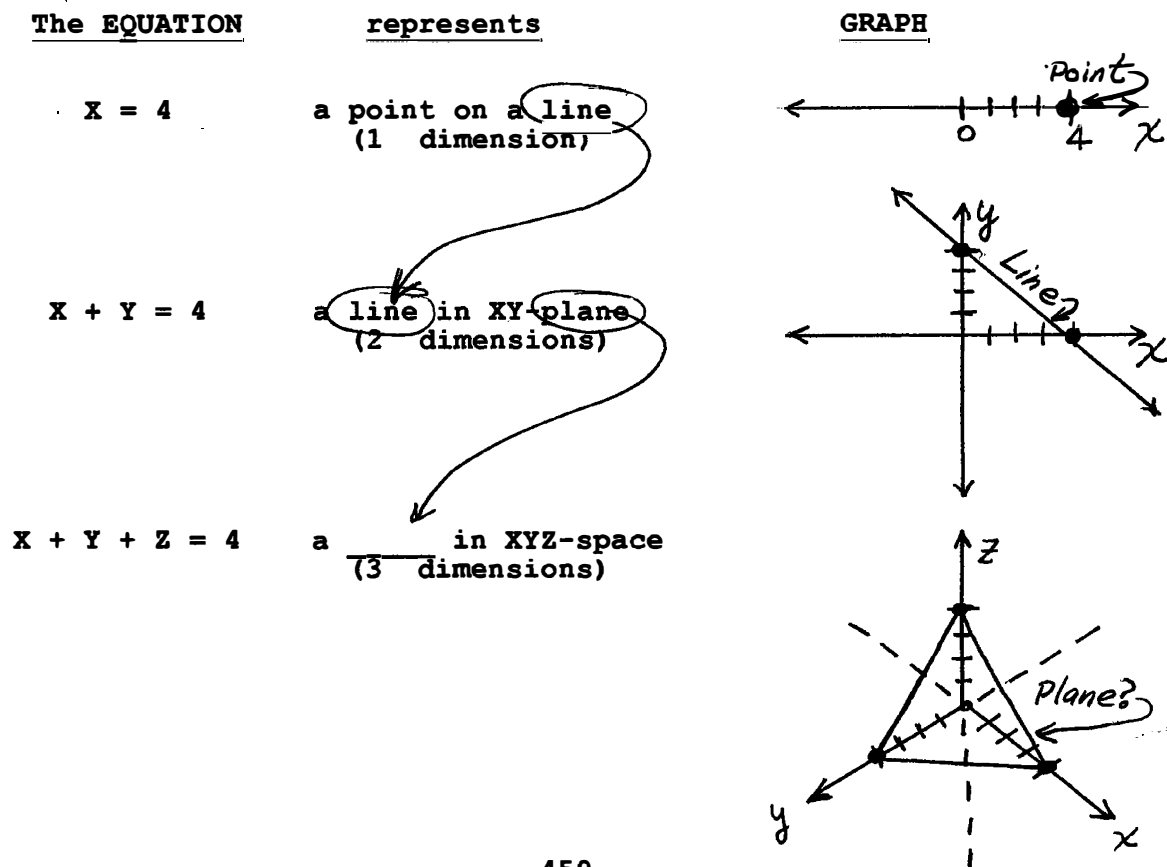 The EQUATION represents GRAPH
Point
X = 4 a point on a line
(1 dimension)
0 4 x
y
Line?
X + Y = 4 a line in XY-plane
(2 dimensions)
x
X + Y + Z = 4 a ____ in XYZ-space
(3 dimensions)
z
Plane?
y x